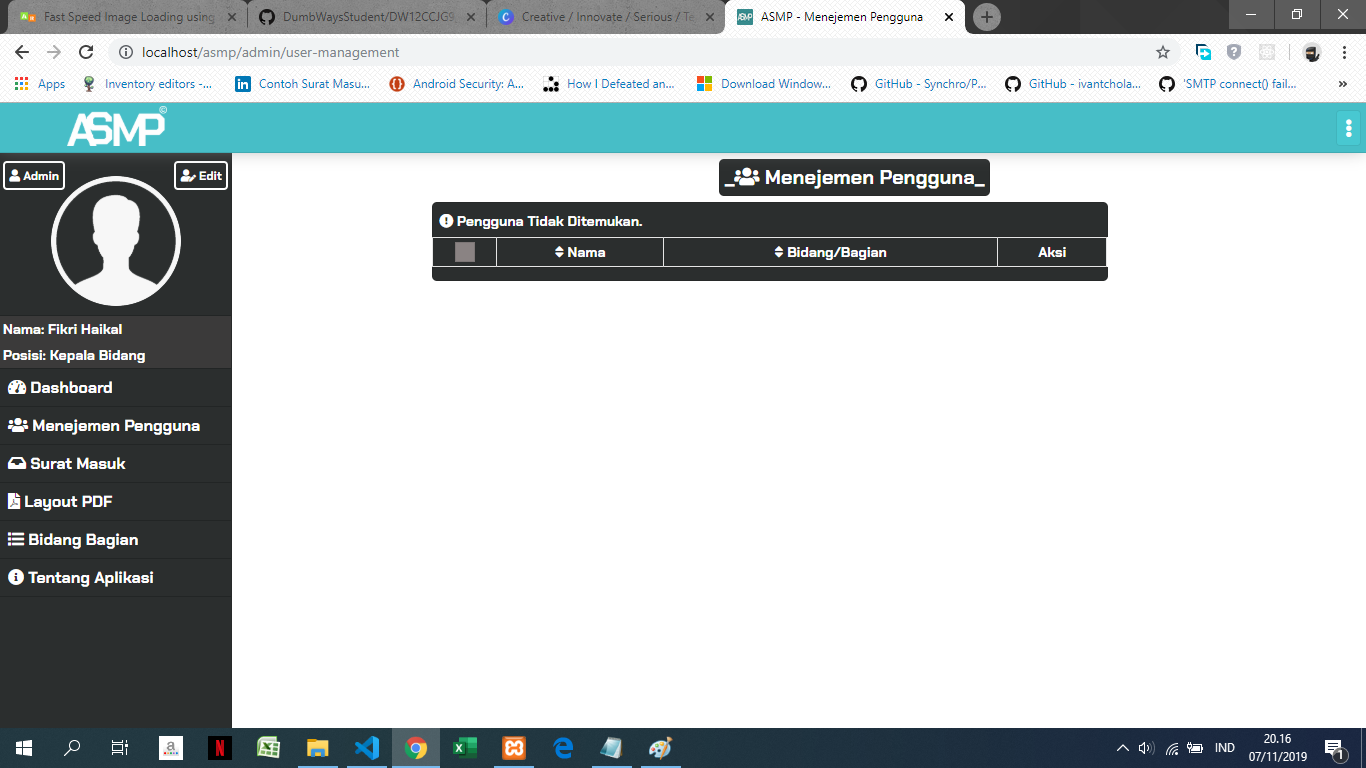 Fast Speed Image Loading using
DumbWaysStudent/DW12CCJG9
Creative / Innovate / Serious / Te
ASMP - Menejemen Pengguna
localhost/asmp/admin/user-management
Apps
Inventory editors -...
Contoh Surat Masu...
Android Security: A...
How I Defeated an...
Download Window...
GitHub - Synchro/P...
GitHub - ivantchola...
'SMTP connect() fail...
»
ASMP©
Admin
Edit
Nama: Fikri Haikal
Posisi: Kepala Bidang
Dashboard
Menejemen Pengguna
Surat Masuk
Layout PDF
Bidang Bagian
Tentang Aplikasi
_Menejemen Pengguna_
Pengguna Tidak Ditemukan.
Nama
Bidang/Bagian
Aksi
IND
20.16
07/11/2019
1